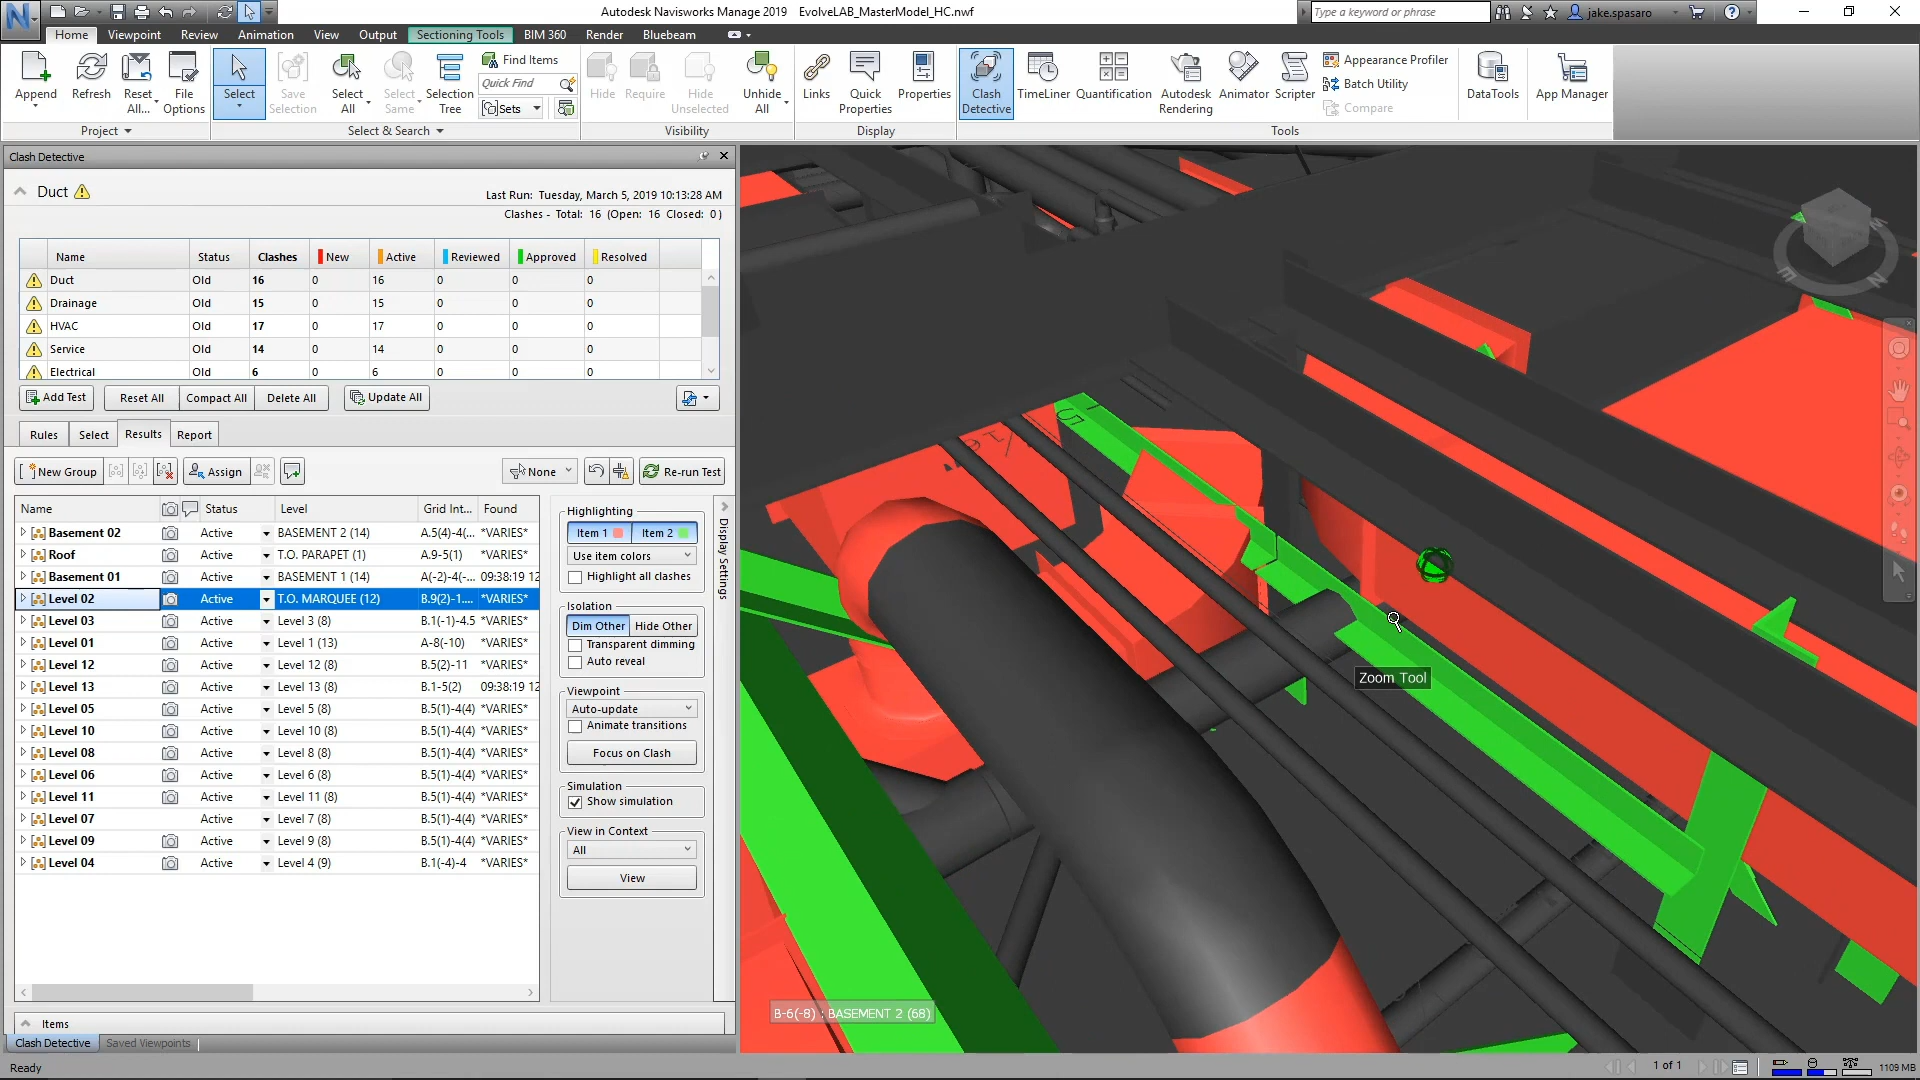 Autodesk Navisworks Manage 2019 EvolveLAB_MasterModel_HC.nwf
Type a keyword or phrase
jake.spasaro
Home Viewpoint Review Animation View Output Sectioning Tools BIM 360 Render Bluebeam
Append
Refresh
Reset All...
File Options
Select
Save Selection
Select All
Select Same
Selection Tree
Find Items
Quick Find
Sets
Hide
Require
Hide Unselected
Unhide All
Links
Quick Properties
Properties
Clash Detective
TimeLiner
Quantification
Autodesk Rendering
Animator
Scripter
Appearance Profiler
Batch Utility
Compare
DataTools
App Manager
Project Select & Search Visibility Display Tools
Clash Detective
Duct
Last Run: Tuesday, March 5, 2019 10:13:28 AM
Clashes - Total: 16 (Open: 16 Closed: 0)
Name Status Clashes New Active Reviewed Approved Resolved
Duct Old 16 0 16 0 0 0
Drainage Old 15 0 15 0 0 0
HVAC Old 17 0 17 0 0 0
Service Old 14 0 14 0 0 0
Electrical Old 6 0 6 0 0 0
Add Test Reset All Compact All Delete All Update All
Rules Select Results Report
New Group Assign None Re-run Test
Name Status Level Grid Int... Found
Basement 02 Active BASEMENT 2 (14) A.5(4)-4(... *VARIES*
Roof Active T.O. PARAPET (1) A.9-5(1) *VARIES*
Basement 01 Active BASEMENT 1 (14) A(-2)-4(-... 09:38:19 12
Level 02 Active T.O. MARQUEE (12) B.9(2)-1.... *VARIES*
Level 03 Active Level 3 (8) B.1(-1)-4.5 *VARIES*
Level 01 Active Level 1 (13) A-8(-10) *VARIES*
Level 12 Active Level 12 (8) B.5(2)-11 *VARIES*
Level 13 Active Level 13 (8) B.1-5(2) 09:38:19 12
Level 05 Active Level 5 (8) B.5(1)-4(4) *VARIES*
Level 10 Active Level 10 (8) B.5(1)-4(4) *VARIES*
Level 08 Active Level 8 (8) B.5(1)-4(4) *VARIES*
Level 06 Active Level 6 (8) B.5(1)-4(4) *VARIES*
Level 11 Active Level 11 (8) B.5(1)-4(4) *VARIES*
Level 07 Active Level 7 (8) B.5(1)-4(4) *VARIES*
Level 09 Active Level 9 (8) B.5(1)-4(4) *VARIES*
Level 04 Active Level 4 (9) B.1(-4)-4 *VARIES*
Highlighting
Item 1 Item 2
Use item colors
Highlight all clashes
Isolation
Dim Other Hide Other
Transparent dimming
Auto reveal
Viewpoint
Auto-update
Animate transitions
Focus on Clash
Simulation
Show simulation
View in Context
All
View
Display Settings
Items
Clash Detective Saved Viewpoints
Zoom Tool
B-6(-8) : BASEMENT 2 (68)
Ready
1 of 1
1109 MB